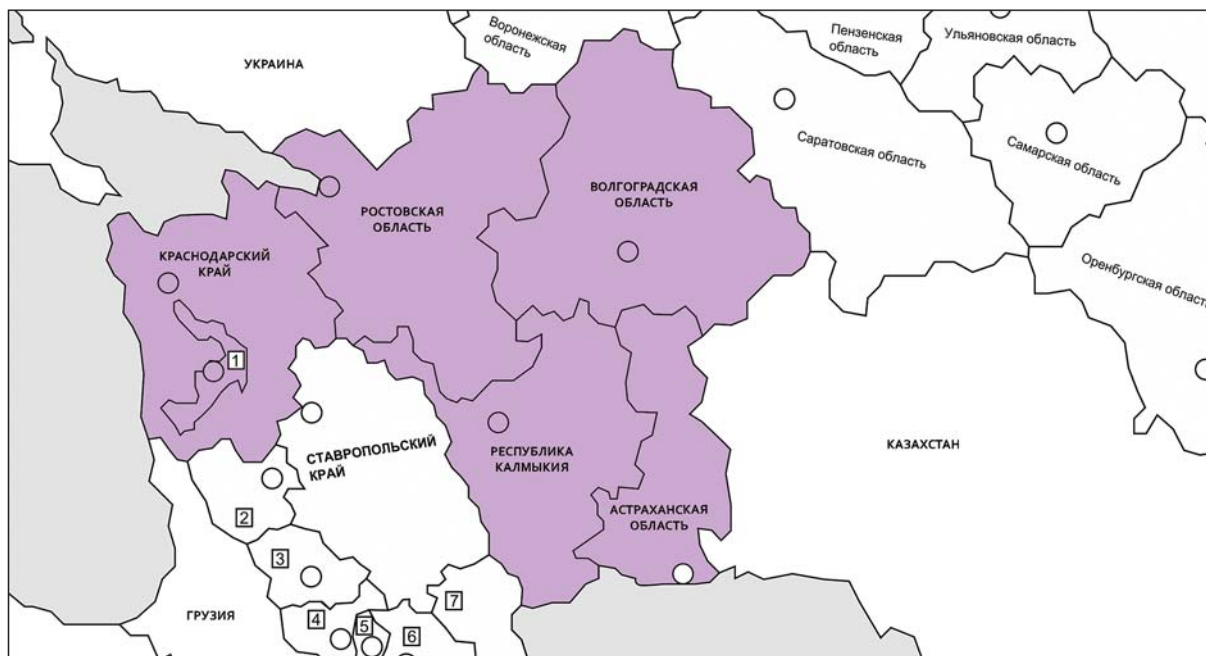 Воронежская
область
Пензенская
область
Ульяновская область
УКРАИНА
Саратовская область
Самарская область
ВОЛГОГРАДСКАЯ
ОБЛАСТЬ
РОСТОВСКАЯ
ОБЛАСТЬ
КРАСНОДАРСКИЙ
КРАЙ
Оренбургская область
1
СТАВРОПОЛЬСКИЙ
КРАЙ
РЕСПУБЛИКА
КАЛМЫКИЯ
КАЗАХСТАН
АСТРАХАНСКАЯ
ОБЛАСТЬ
2
3
ГРУЗИЯ
4
5
6
7